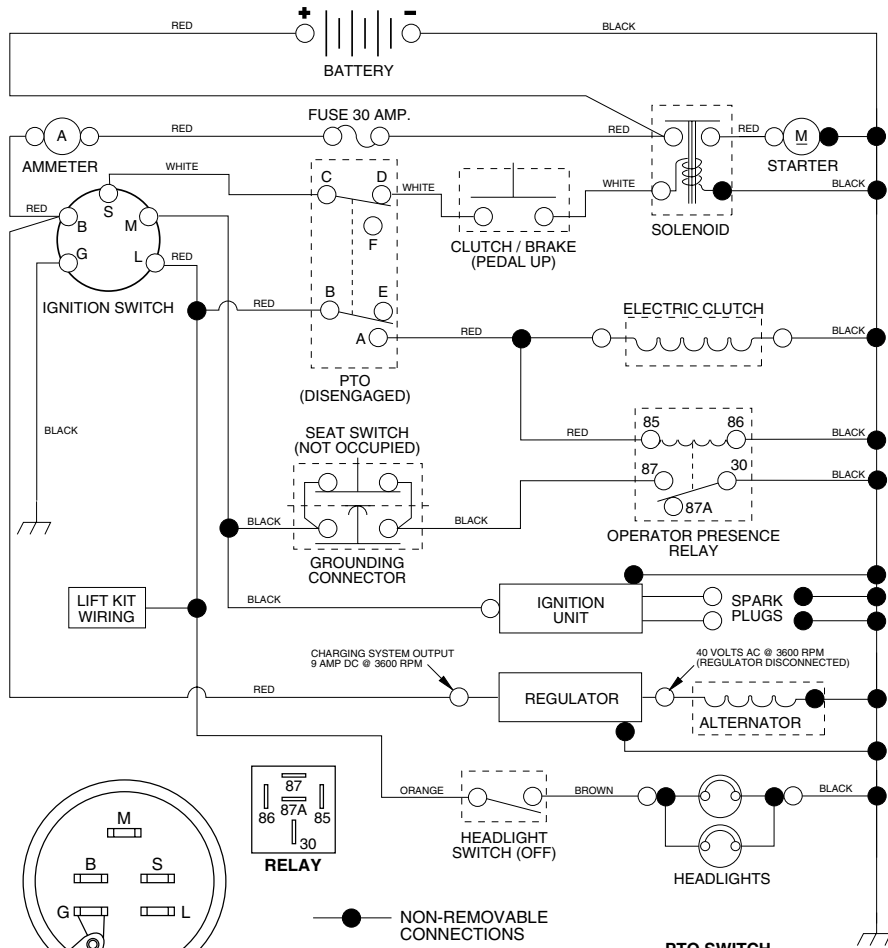 + -
RED
BLACK
BATTERY
FUSE 30 AMP.
A
RED
RED
RED
M
AMMETER
STARTER
WHITE
C
D
WHITE
WHITE
BLACK
S
RED
B
M
F
CLUTCH / BRAKE
(PEDAL UP)
SOLENOID
G
L
RED
IGNITION SWITCH
RED
B
E
ELECTRIC CLUTCH
A
RED
BLACK
PTO
(DISENGAGED)
BLACK
SEAT SWITCH
(NOT OCCUPIED)
RED
85
86
BLACK
87
30
BLACK
87A
BLACK
BLACK
OPERATOR PRESENCE
RELAY
GROUNDING
CONNECTOR
LIFT KIT
WIRING
BLACK
IGNITION
UNIT
SPARK
PLUGS
CHARGING SYSTEM OUTPUT
9 AMP DC @ 3600 RPM
40 VOLTS AC @ 3600 RPM
(REGULATOR DISCONNECTED)
RED
REGULATOR
ALTERNATOR
ORANGE
BROWN
BLACK
HEADLIGHT
SWITCH (OFF)
HEADLIGHTS
87
87A
86
85
30
RELAY
M
B
S
G
L
NON-REMOVABLE
CONNECTIONS